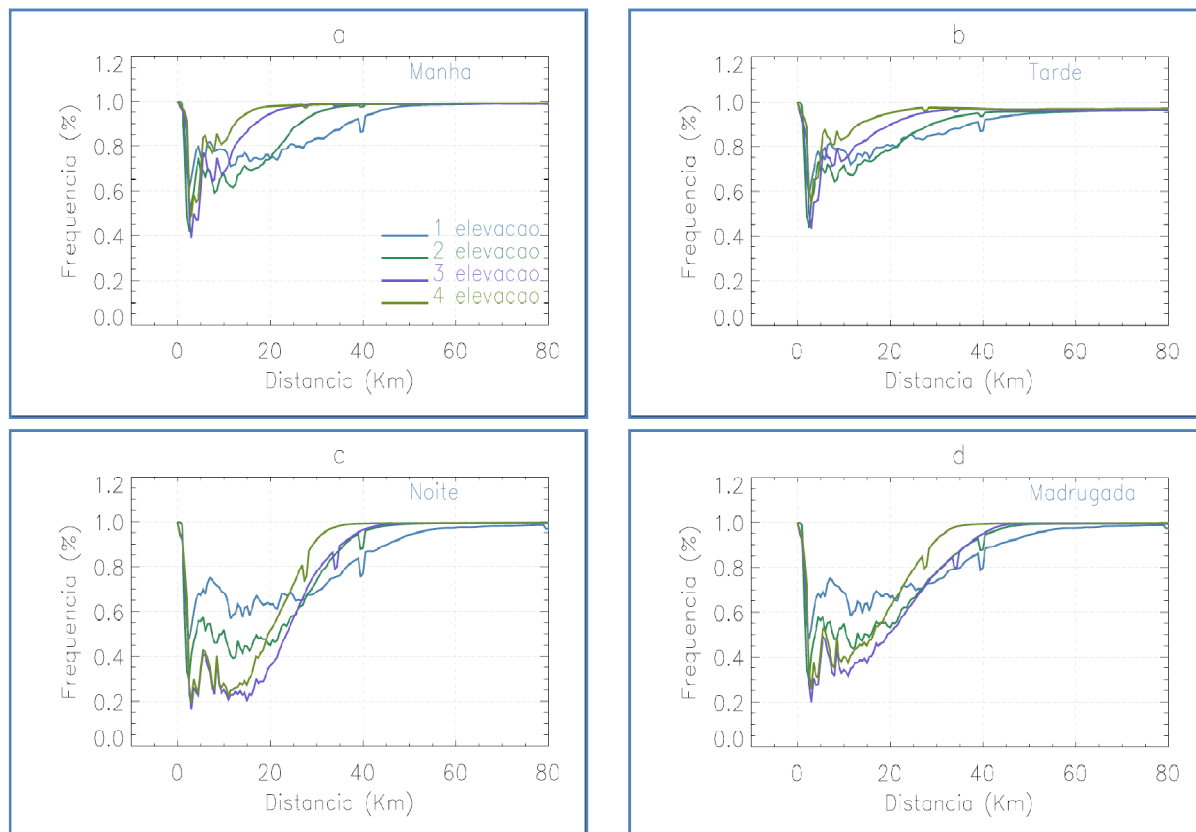 a
Manha
Frequencia (%)
1.2
1.0
0.8
0.6
0.4
0.2
0.0
1 elevacao
2 elevacao
3 elevacao
4 elevacao
0 20 40 60 80
Distancia (Km)
b
Tarde
Frequencia (%)
1.2
1.0
0.8
0.6
0.4
0.2
0.0
0 20 40 60 80
Distancia (Km)
c
Noite
Frequencia (%)
1.2
1.0
0.8
0.6
0.4
0.2
0.0
0 20 40 60 80
Distancia (Km)
d
Madrugada
Frequencia (%)
1.2
1.0
0.8
0.6
0.4
0.2
0.0
0 20 40 60 80
Distancia (Km)